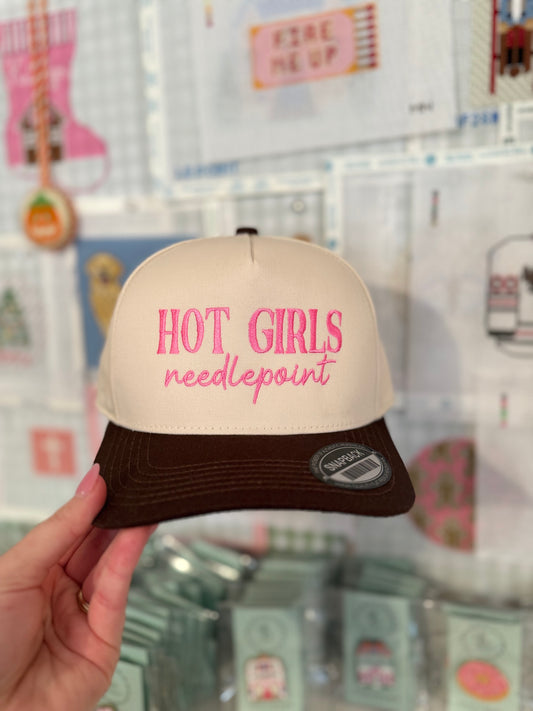 FIRE
ME UP
HOT GIRLS
needlepoint
SNAPBACK